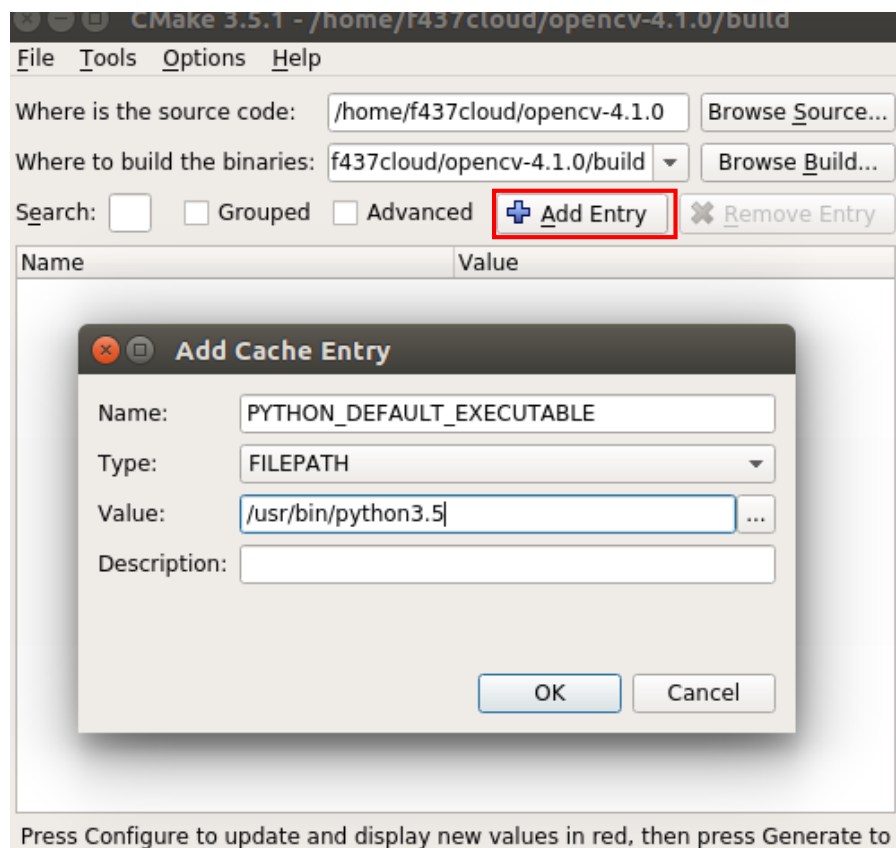 CMake 3.5.1 - /home/f437cloud/opencv-4.1.0/build
File Tools Options Help
Where is the source code: /home/f437cloud/opencv-4.1.0 Browse Source...
Where to build the binaries: f437cloud/opencv-4.1.0/build Browse Build...
Search: Grouped Advanced Add Entry Remove Entry
Name Value
Add Cache Entry
Name: PYTHON_DEFAULT_EXECUTABLE
Type: FILEPATH
Value: /usr/bin/python3.5 ...
Description:
OK Cancel
Press Configure to update and display new values in red, then press Generate to